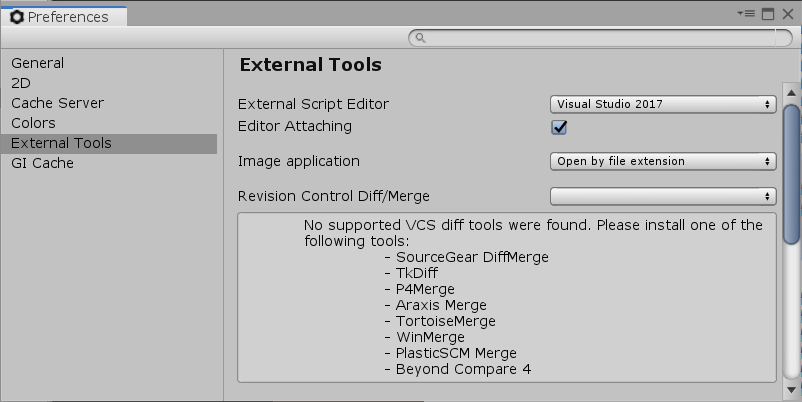 Preferences
General
2D
Cache Server
Colors
External Tools
GI Cache
External Tools
External Script Editor
Visual Studio 2017
Editor Attaching
Image application
Open by file extension
Revision Control Diff/Merge
No supported VCS diff tools were found. Please install one of the
following tools:
- SourceGear DiffMerge
- TkDiff
- P4Merge
- Araxis Merge
- TortoiseMerge
- WinMerge
- PlasticSCM Merge
- Beyond Compare 4